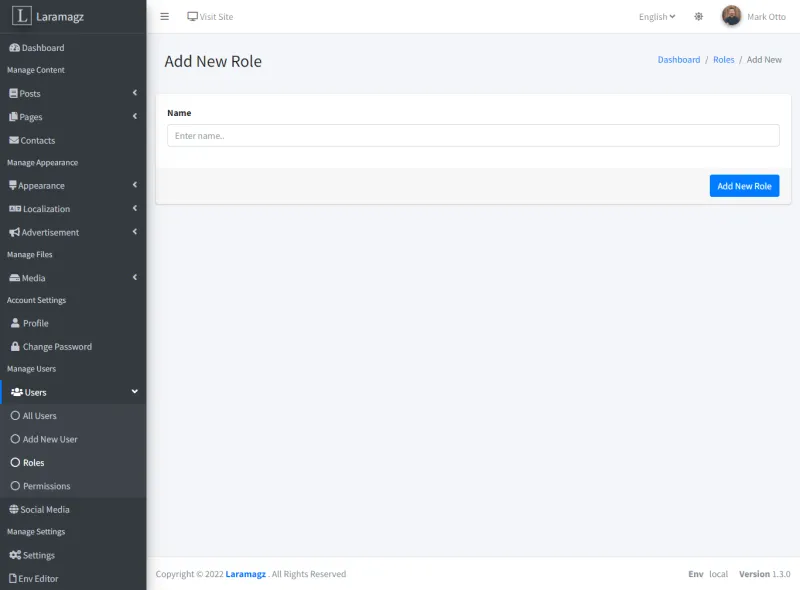 L Laramagz
Visit Site
English
Mark Otto
Dashboard
Manage Content
Posts
Pages
Contacts
Manage Appearance
Appearance
Localization
Advertisement
Manage Files
Media
Account Settings
Profile
Change Password
Manage Users
Users
All Users
Add New User
Roles
Permissions
Social Media
Manage Settings
Settings
Env Editor
Add New Role
Dashboard / Roles / Add New
Name
Enter name..
Add New Role
Copyright © 2022 Laramagz . All Rights Reserved
Env local Version 1.3.0